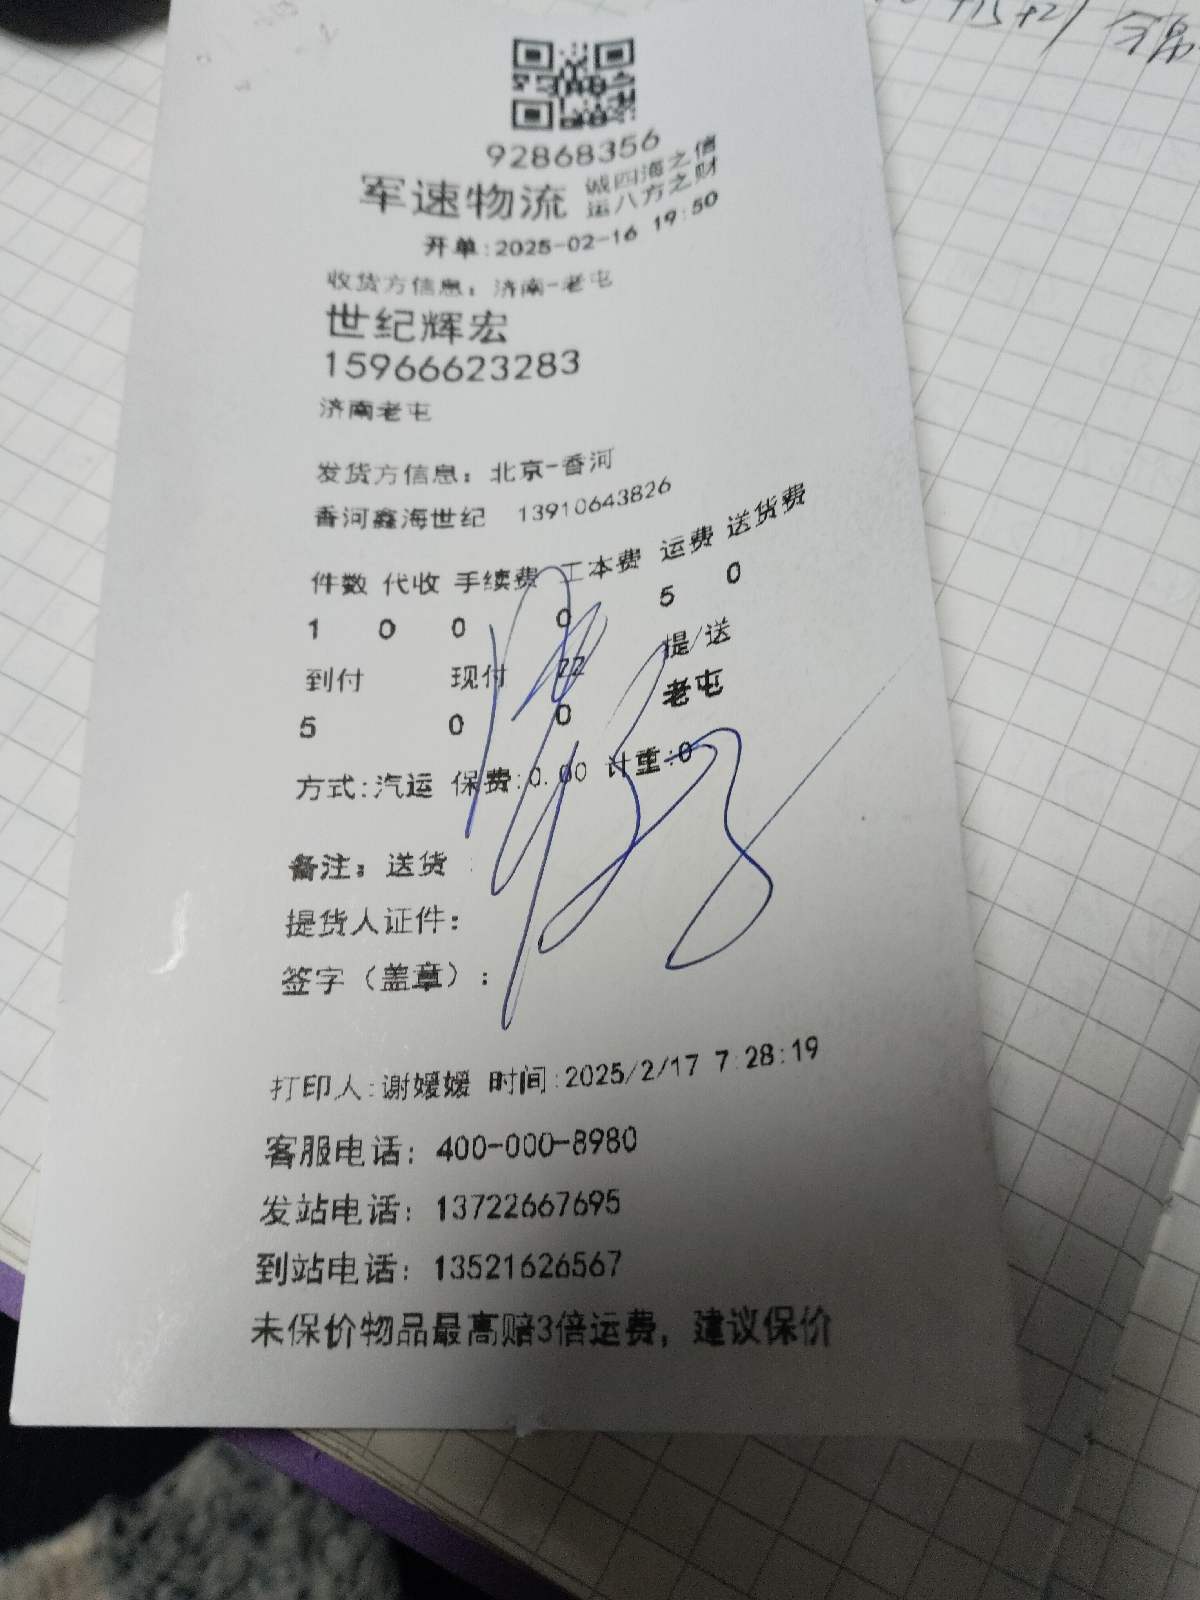 92868356
军速物流 诚四海之信
运八方之财
开单:2025-02-16 19:50
收货方信息: 济南-老屯
世纪辉宏
15966623283
济南老屯
发货方信息: 北京-香河
香河鑫海世纪 13910643826
件数 代收 手续费 工本费 运费 送货费
1 0 0 0 5 0
到付 现付 ZZ 提/送
5 0 0 老屯
方式:汽运 保费:0.00 计重:0
备注: 送货
提货人证件:
签字(盖章):
打印人:谢媛媛 时间:2025/2/17 7:28:19
客服电话: 400-000-8980
发站电话: 13722667695
到站电话: 13521626567
未保价物品最高赔3倍运费, 建议保价